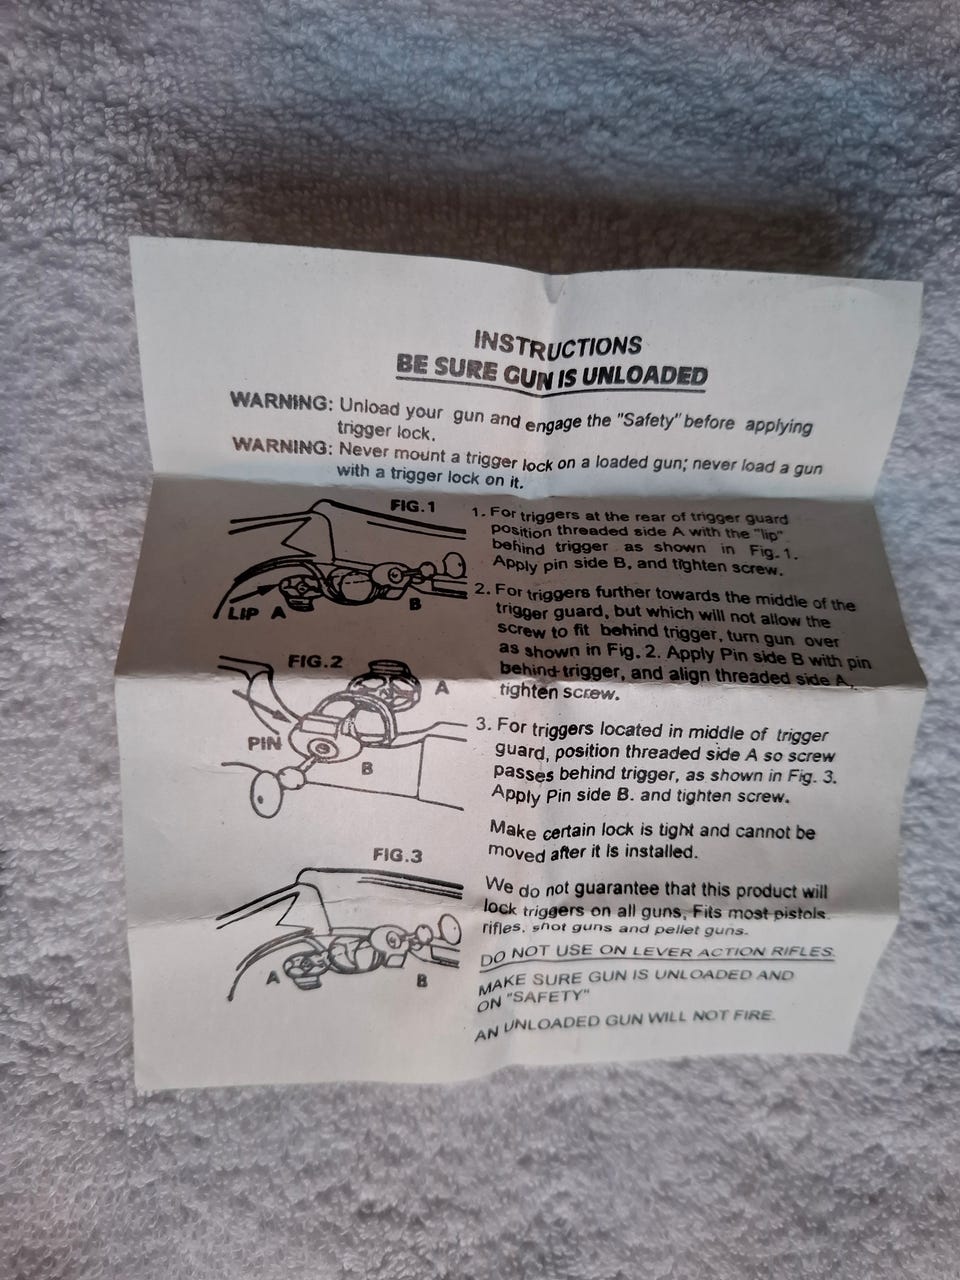 INSTRUCTIONS
BE SURE GUN IS UNLOADED
WARNING: Unload your gun and engage the "Safety" before applying
trigger lock.
WARNING: Never mount a trigger lock on a loaded gun; never load a gun
with a trigger lock on it.
FIG.1
LIP A B
1. For triggers at the rear of trigger guard
position threaded side A with the "lip"
behind trigger as shown in Fig. 1.
Apply pin side B, and tighten screw.
2. For triggers further towards the middle of the
trigger guard, but which will not allow the
screw to fit behind trigger, turn gun over
as shown in Fig. 2. Apply Pin side B with pin
behind trigger, and align threaded side A,
tighten screw.
FIG.2
A
PIN
B
3. For triggers located in middle of trigger
guard, position threaded side A so screw
passes behind trigger, as shown in Fig. 3.
Apply Pin side B. and tighten screw.
Make certain lock is tight and cannot be
moved after it is installed.
FIG.3
A B
We do not guarantee that this product will
lock triggers on all guns, Fits most pistols.
rifles, shot guns and pellet guns.
DO NOT USE ON LEVER ACTION RIFLES.
MAKE SURE GUN IS UNLOADED AND
ON "SAFETY"
AN UNLOADED GUN WILL NOT FIRE.